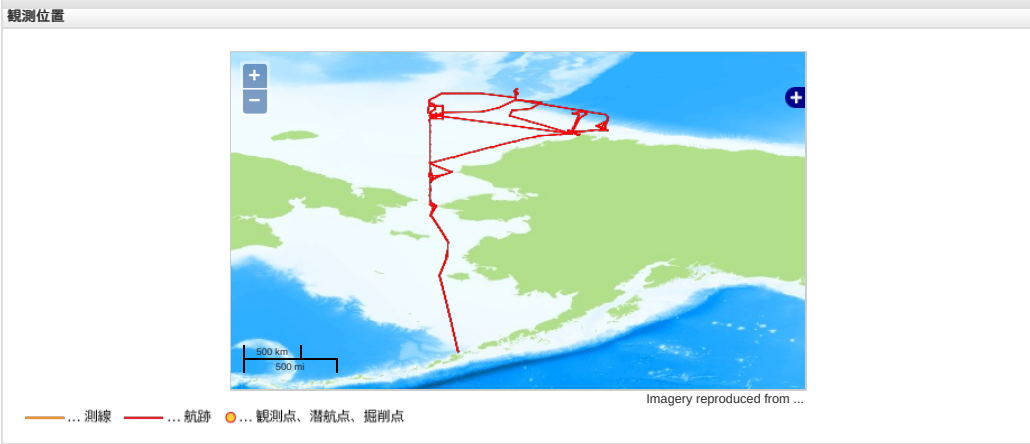 観測位置
+
−
+
500 km
500 mi
Imagery reproduced from ...
... 測線 ... 航跡 ... 観測点、潜航点、掘削点